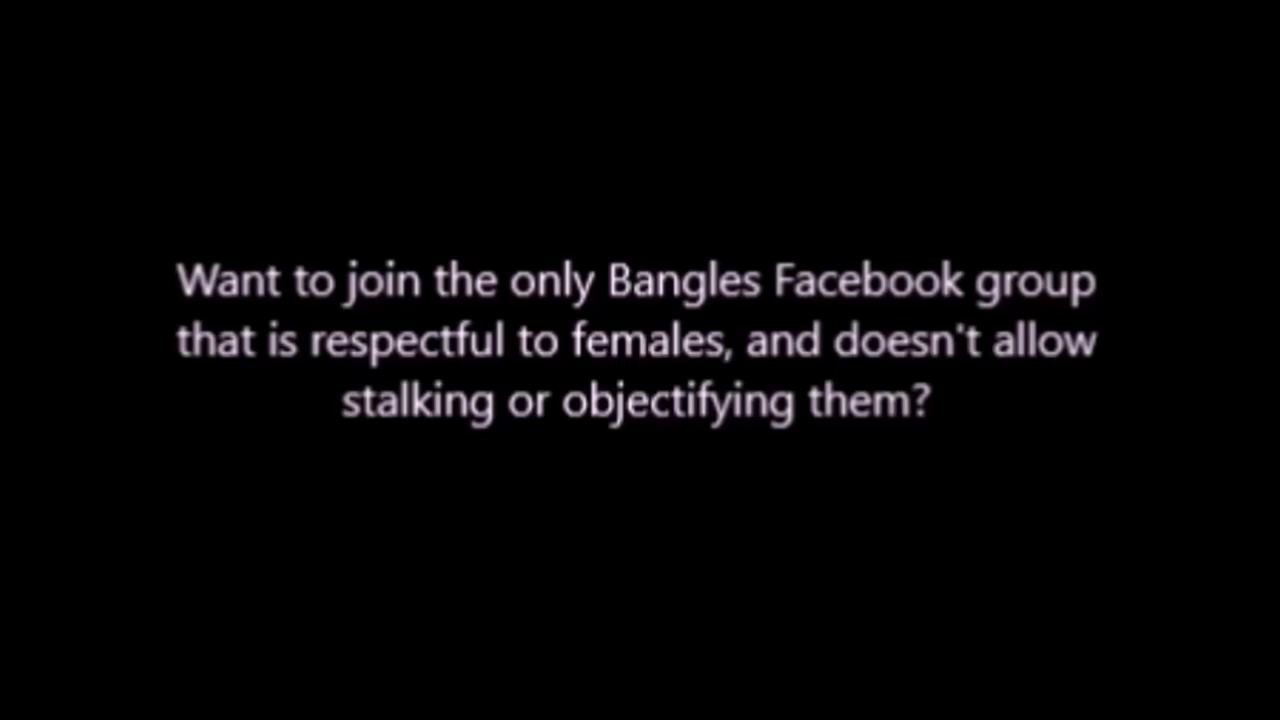 Want to join the only Bangles Facebook group
that is respectful to females, and doesn't allow
stalking or objectifying them?